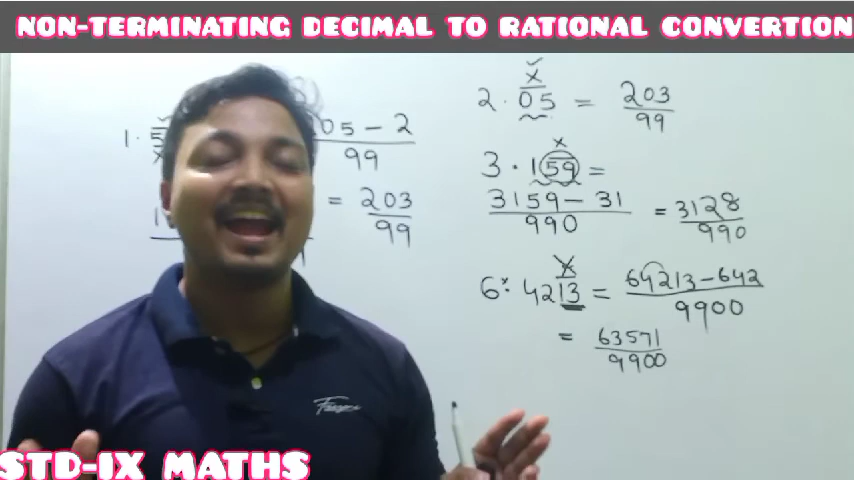 NON-TERMINATING DECIMAL TO RATIONAL CONVERTION
05 - 2
99
= 203
99
x
2.05 = 203
99
x
3.159 =
3159 - 31
990
= 3128
990
x
6.4213 = 64213 - 642
9900
= 63571
9900
STD-IX MATHS